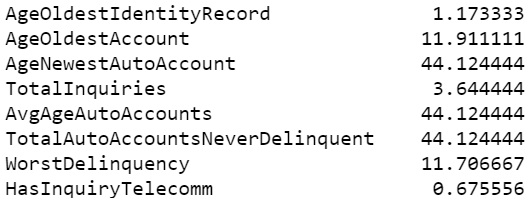 AgeOldestIdentityRecord 1.173333
AgeOldestAccount 11.911111
AgeNewestAutoAccount 44.124444
TotalInquiries 3.644444
AvgAgeAutoAccounts 44.124444
TotalAutoAccountsNeverDelinquent 44.124444
WorstDelinquency 11.706667
HasInquiryTelecomm 0.675556